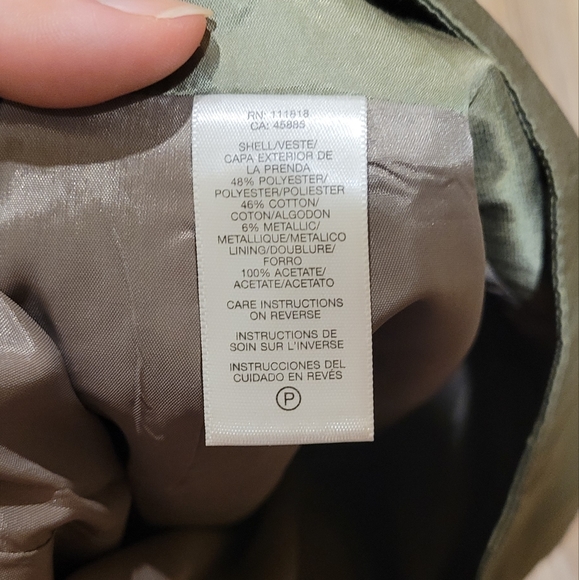 RN: 111818
CA: 45885
SHELL/VESTE/
CAPA EXTERIOR DE
LA PRENDA
48% POLYESTER/
POLYESTER/POLIESTER
46% COTTON/
COTON/ALGODON
6% METALLIC/
METALLIQUE/METALICO
LINING/DOUBLURE/
FORRO
100% ACETATE/
ACETATE/ACETATO
CARE INSTRUCTIONS
ON REVERSE
INSTRUCTIONS DE
SOIN SUR L'INVERSE
INSTRUCCIONES DEL
CUIDADO EN REVÉS
P